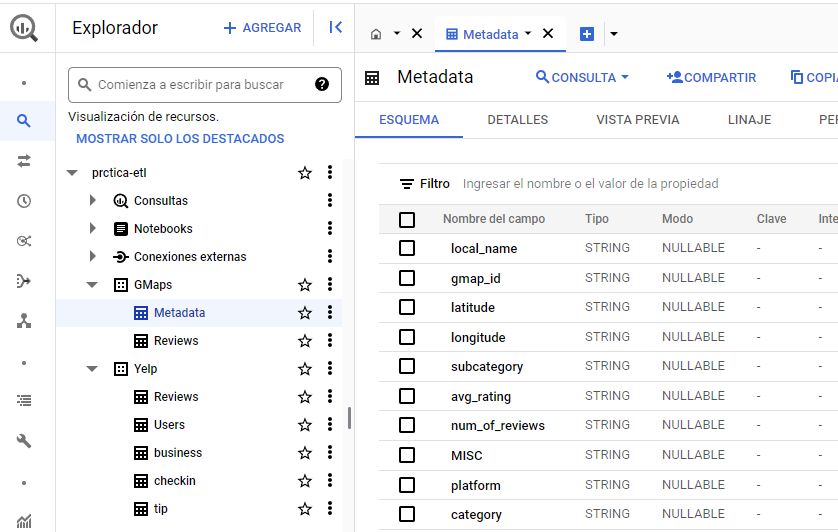 Explorador
AGREGAR
Comienza a escribir para buscar
Visualización de recursos.
MOSTRAR SOLO LOS DESTACADOS
prctica-etl
Consultas
Notebooks
Conexiones externas
GMaps
Metadata
Reviews
Yelp
Reviews
Users
business
checkin
tip
Metadata
Metadata
CONSULTA
COMPARTIR
COPI
ESQUEMA
DETALLES
VISTA PREVIA
LINAJE
PER
Filtro Ingresar el nombre o el valor de la propiedad
Nombre del campo Tipo Modo Clave Inte
local_name STRING NULLABLE - -
gmap_id STRING NULLABLE - -
latitude STRING NULLABLE - -
longitude STRING NULLABLE - -
subcategory STRING NULLABLE - -
avg_rating STRING NULLABLE - -
num_of_reviews STRING NULLABLE - -
MISC STRING NULLABLE - -
platform STRING NULLABLE - -
category STRING NULLABLE - -